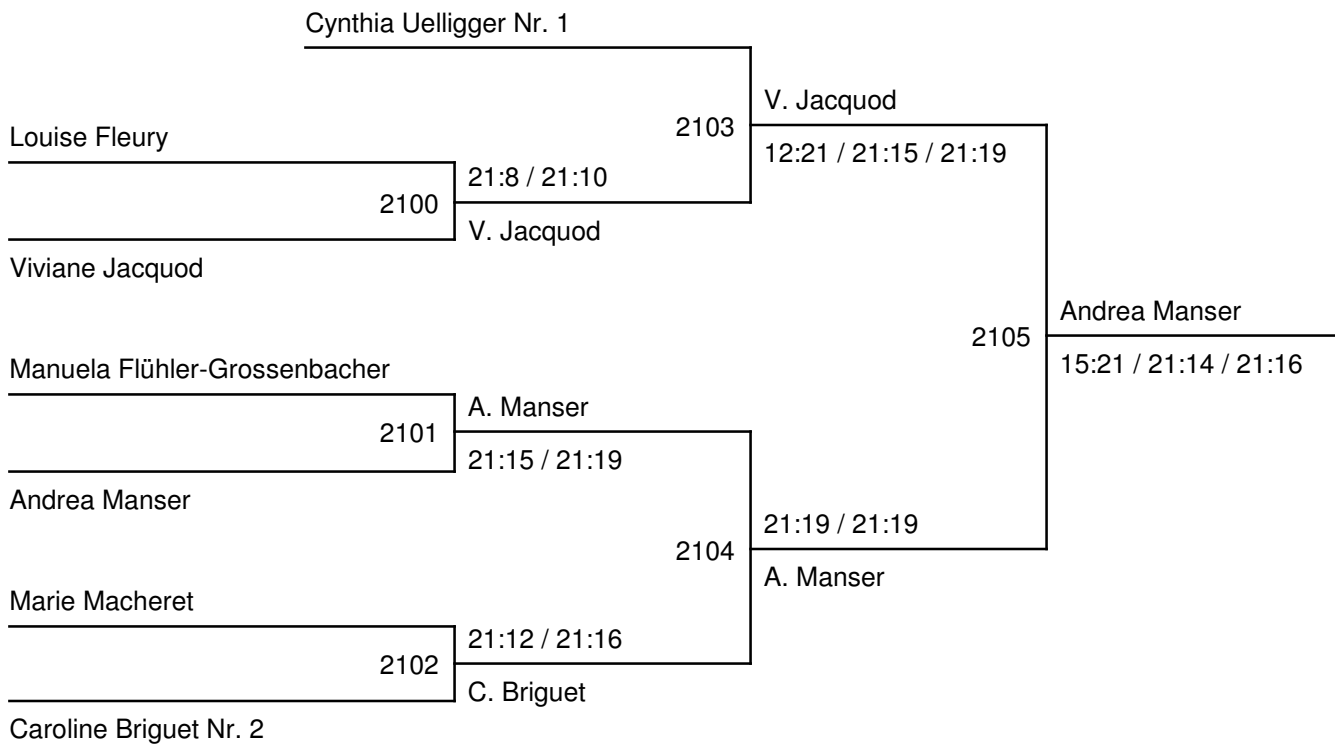 Cynthia Uelligger Nr. 1
V. Jacquod
2103
Louise Fleury
12:21 / 21:15 / 21:19
21:8 / 21:10
2100
V. Jacquod
Viviane Jacquod
Andrea Manser
2105
15:21 / 21:14 / 21:16
Manuela Flühler-Grossenbacher
A. Manser
2101
21:15 / 21:19
Andrea Manser
21:19 / 21:19
2104
A. Manser
Marie Macheret
21:12 / 21:16
2102
C. Briguet
Caroline Briguet Nr. 2